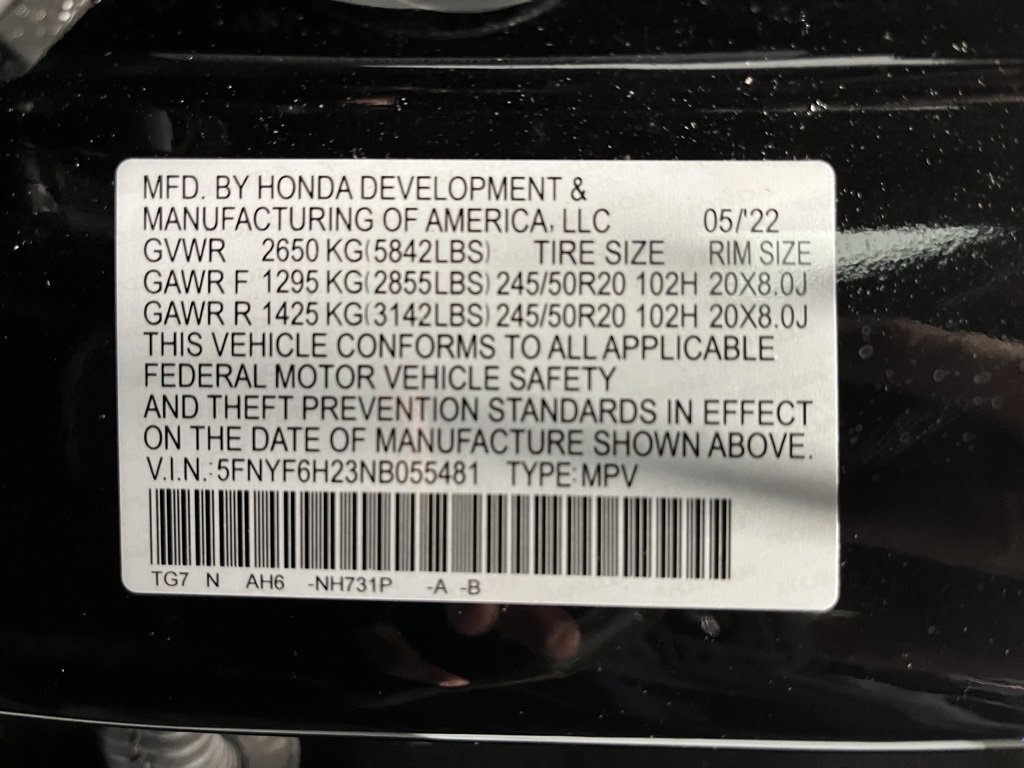 MFD. BY HONDA DEVELOPMENT &
MANUFACTURING OF AMERICA, LLC 05/'22
GVWR 2650 KG(5842LBS) TIRE SIZE RIM SIZE
GAWR F 1295 KG(2855LBS) 245/50R20 102H 20X8.0J
GAWR R 1425 KG(3142LBS) 245/50R20 102H 20X8.0J
THIS VEHICLE CONFORMS TO ALL APPLICABLE
FEDERAL MOTOR VEHICLE SAFETY
AND THEFT PREVENTION STANDARDS IN EFFECT
ON THE DATE OF MANUFACTURE SHOWN ABOVE.
V.I.N.: 5FNYF6H23NB055481 TYPE: MPV
TG7 N AH6 -NH731P -A -B